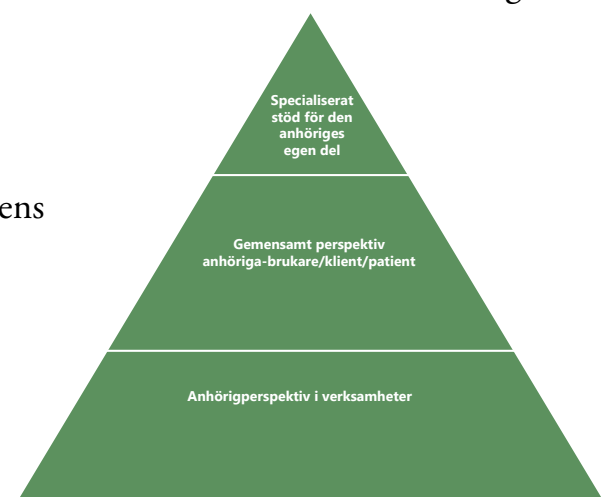 Specialiserat
stöd för den
anhöriges
egen del
ens
Gemensamt perspektiv
anhöriga-brukare/klient/patient
Anhörigperspektiv i verksamheter